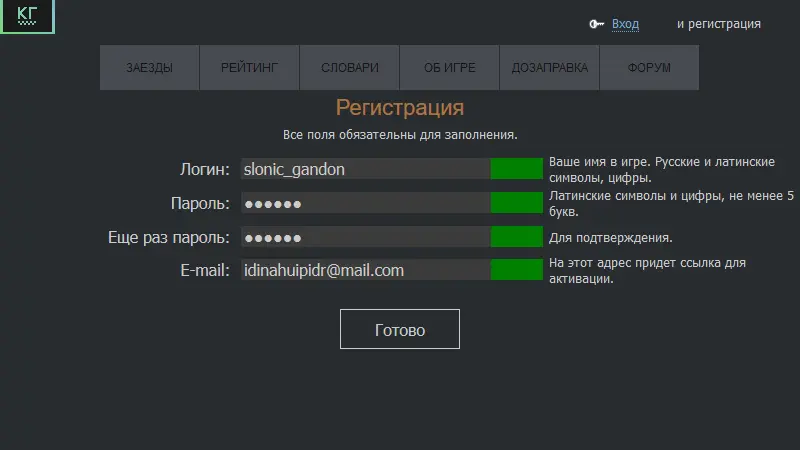 КГ
Вход и регистрация
ЗАЕЗДЫ РЕЙТИНГ СЛОВАРИ ОБ ИГРЕ ДОЗАПРАВКА ФОРУМ
Регистрация
Все поля обязательны для заполнения.
Логин: slonic_gandon
Ваше имя в игре. Русские и латинские
символы, цифры.
Пароль: ●●●●●●
Латинские символы и цифры, не менее 5
букв.
Еще раз пароль: ●●●●●● Для подтверждения.
E-mail: idinahuipidr@mail.com
На этот адрес придет ссылка для
активации.
Готово